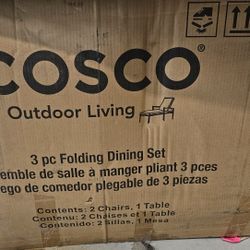 COSCO®
Outdoor Living
3 pc Folding Dining Set
emble de salle à manger pliant 3 pces
ego de comedor plegable de 3 piezas
Contents: 2 Chairs, 1 Table
Contenu: 2 Chaises et 1 Table
Contenido: 2 Sillas, 1 Mesa